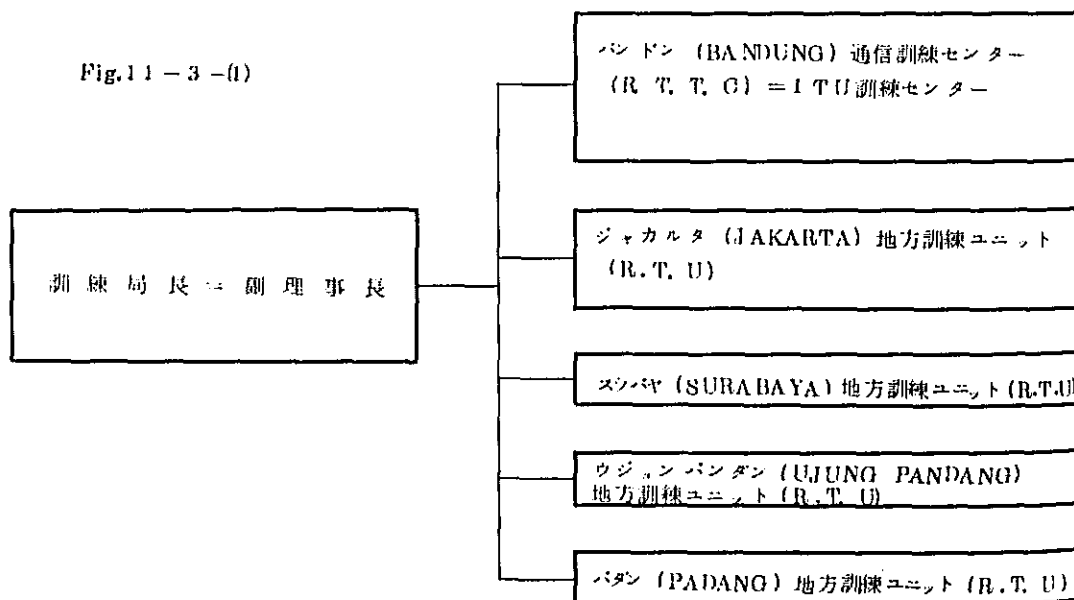 Fig.11-3-(1)
訓練局長=副理事長
バンドン (BANDUNG) 通信訓練センター
(R. T. T. C) = ITU訓練センター
ジャカルタ (JAKARTA) 地方訓練ユニット
(R.T.U)
スラバヤ (SURABAYA) 地方訓練ユニット (R.T.U)
ウジュンパンダン (UJUNG PANDANG)
地方訓練ユニット (R.T.U)
パダン (PADANG) 地方訓練ユニット (R.T.U)